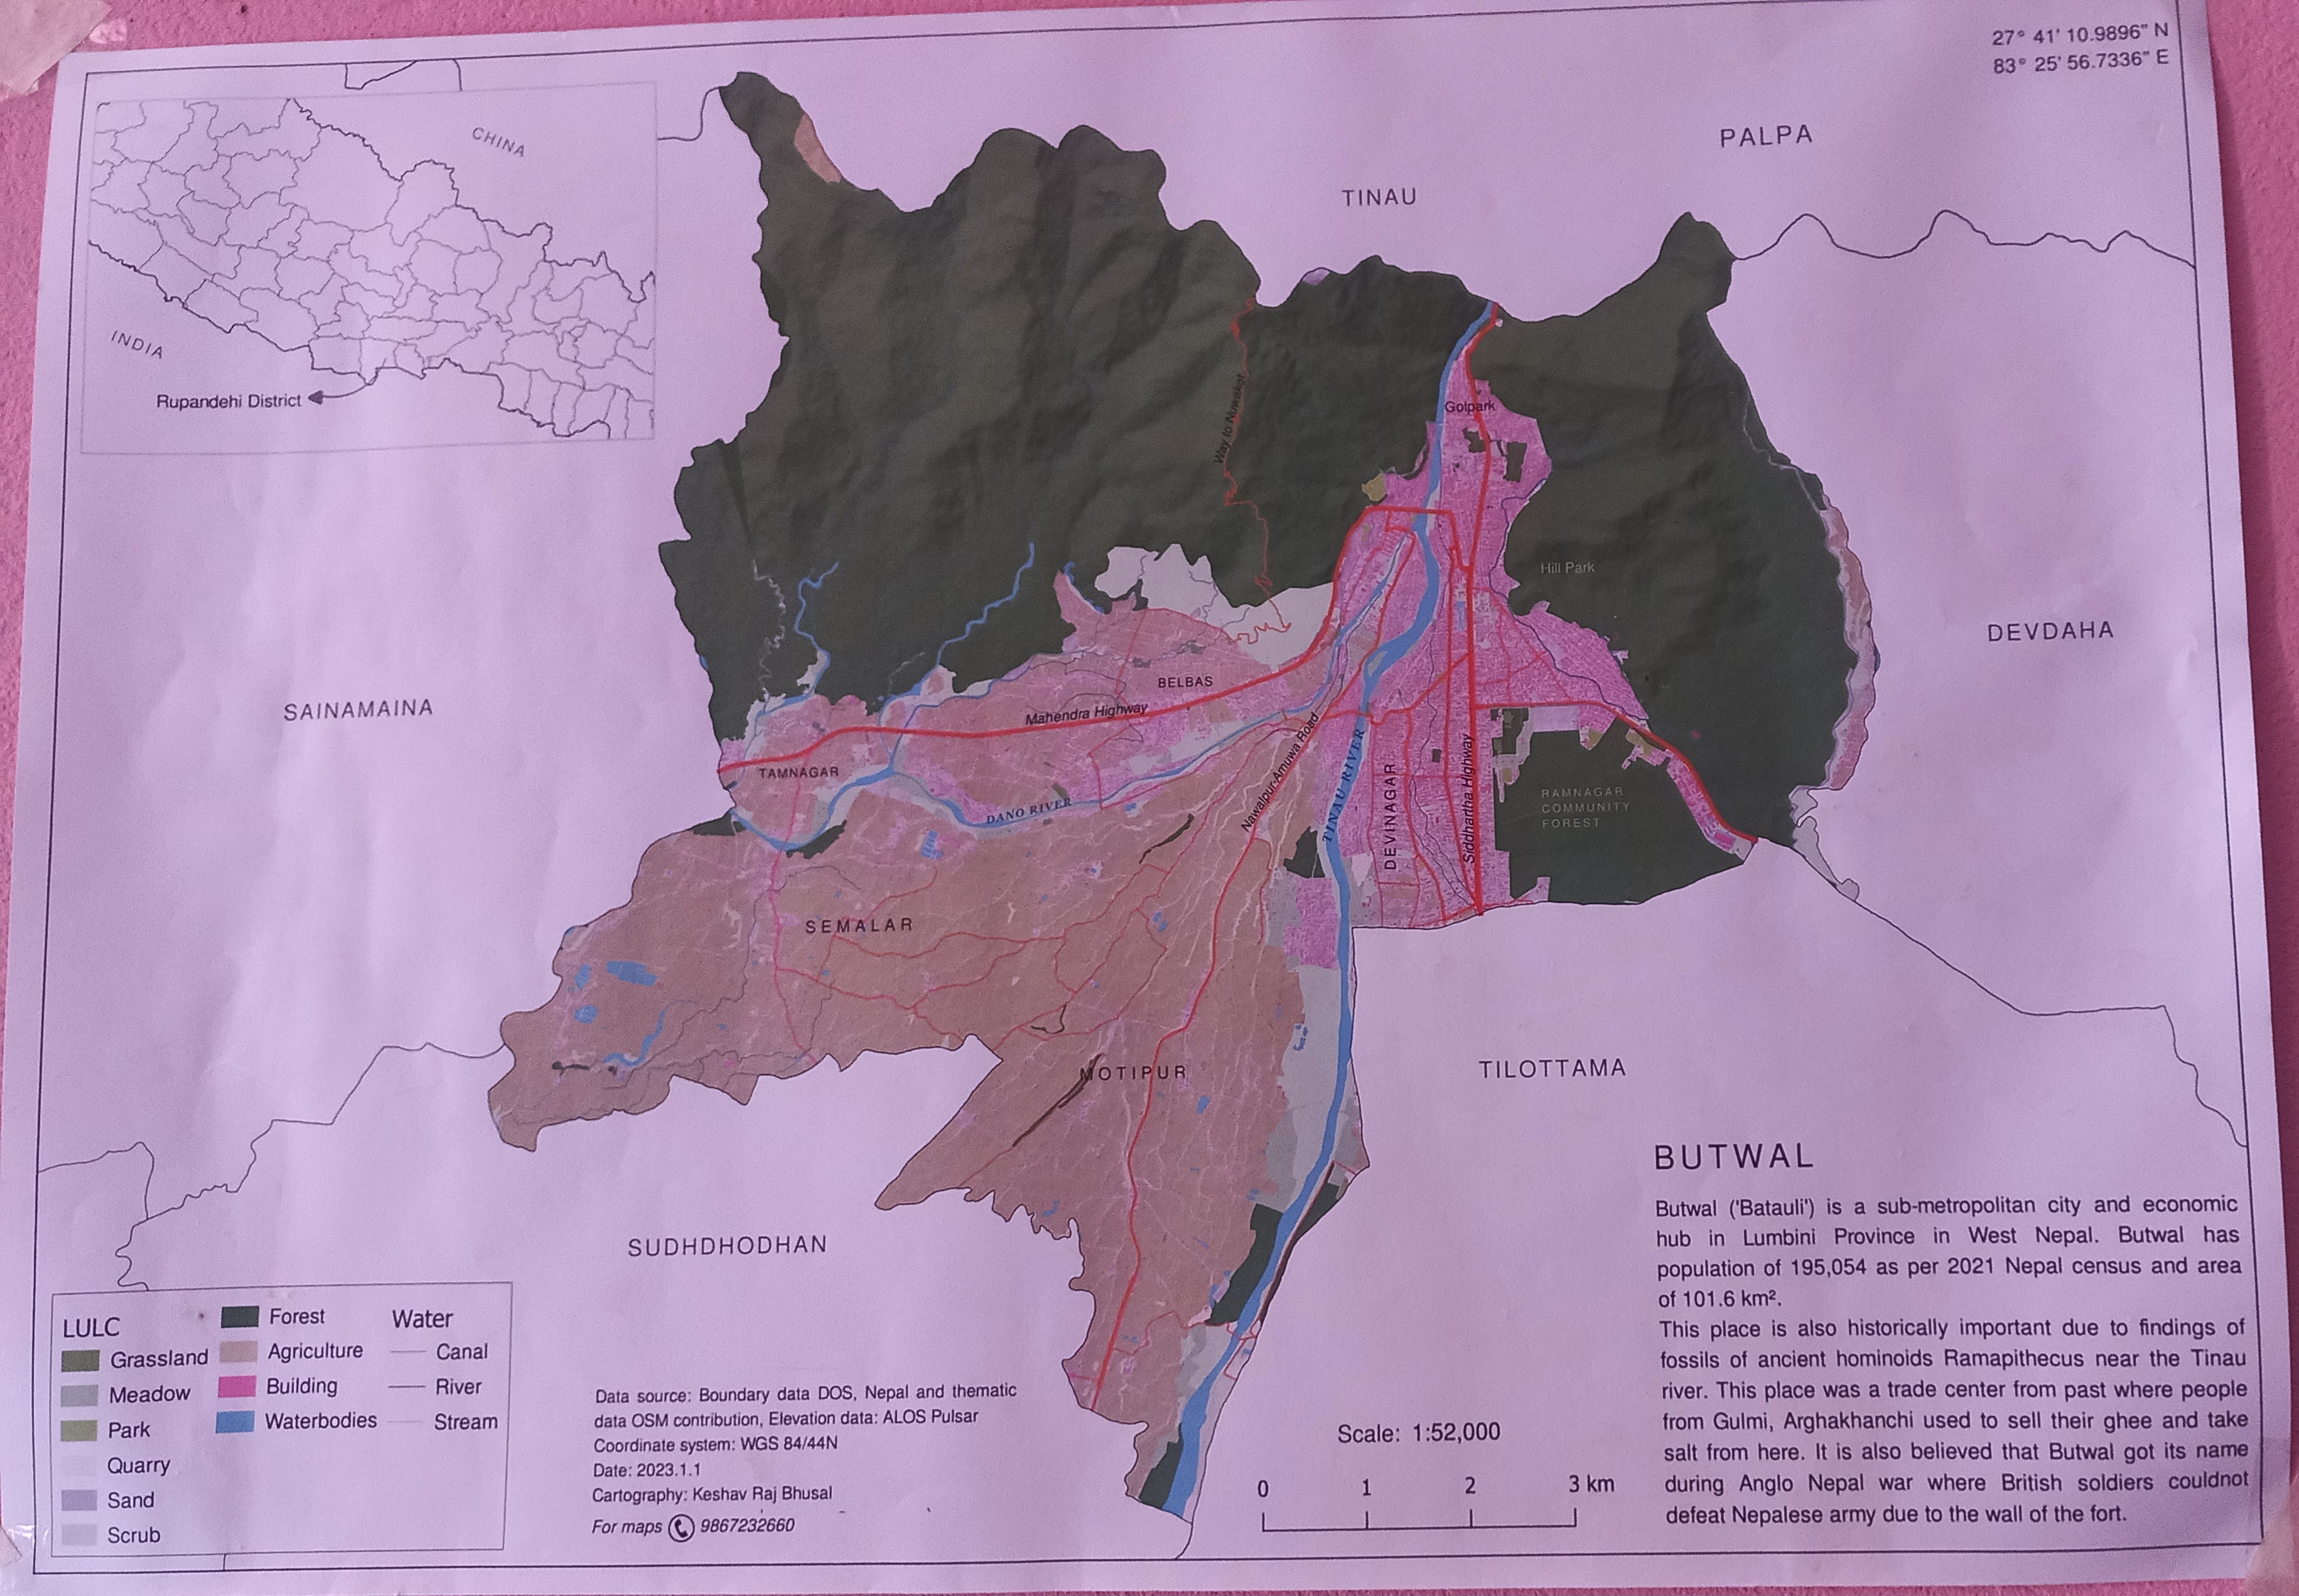 27° 41' 10.9896" N
83° 25' 56.7336" E
CHINA
INDIA
Rupandehi District
PALPA
TINAU
Way to Nuwakot
Golpark
Hill Park
DEVDAHA
SAINAMAINA
BELBAS
Mahendra Highway
TAMNAGAR
DANO RIVER
Nawalpur-Amuwa Road
TINAU RIVER
DEVINAGAR
Siddhartha Highway
RAMNAGAR
COMMUNITY
FOREST
SEMALAR
MOTIPUR
TILOTTAMA
SUDHDHODHAN
LULC
Grassland
Meadow
Park
Quarry
Sand
Scrub
Forest
Agriculture
Building
Waterbodies
Water
Canal
River
Stream
Data source: Boundary data DOS, Nepal and thematic
data OSM contribution, Elevation data: ALOS Pulsar
Coordinate system: WGS 84/44N
Date: 2023.1.1
Cartography: Keshav Raj Bhusal
For maps 9867232660
Scale: 1:52,000
0 1 2 3 km
BUTWAL
Butwal ('Batauli') is a sub-metropolitan city and economic
hub in Lumbini Province in West Nepal. Butwal has
population of 195,054 as per 2021 Nepal census and area
of 101.6 km².
This place is also historically important due to findings of
fossils of ancient hominoids Ramapithecus near the Tinau
river. This place was a trade center from past where people
from Gulmi, Arghakhanchi used to sell their ghee and take
salt from here. It is also believed that Butwal got its name
during Anglo Nepal war where British soldiers couldnot
defeat Nepalese army due to the wall of the fort.